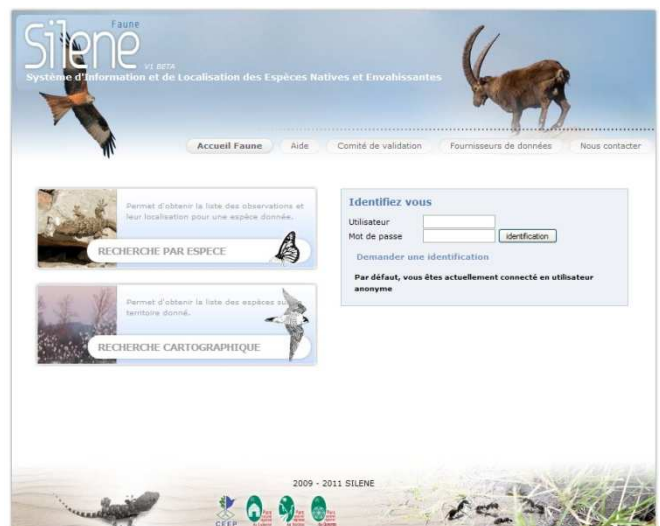 Faune
Silene
V1 BETA
Système d'Information et de Localisation des Espèces Natives et Envahissantes
Accueil Faune
Aide
Comité de validation
Fournisseurs de données
Nous contacter
Permet d'obtenir la liste des observations et
leur localisation pour une espèce donnée.
RECHERCHE PAR ESPECE
Permet d'obtenir la liste des espèces
territoire donné.
RECHERCHE CARTOGRAPHIQUE
Identifiez vous
Utilisateur
Mot de passe
identification
Demander une identification
Par défaut, vous êtes actuellement connecté en utilisateur
anonyme
2009 - 2011 SILENE
CEEP